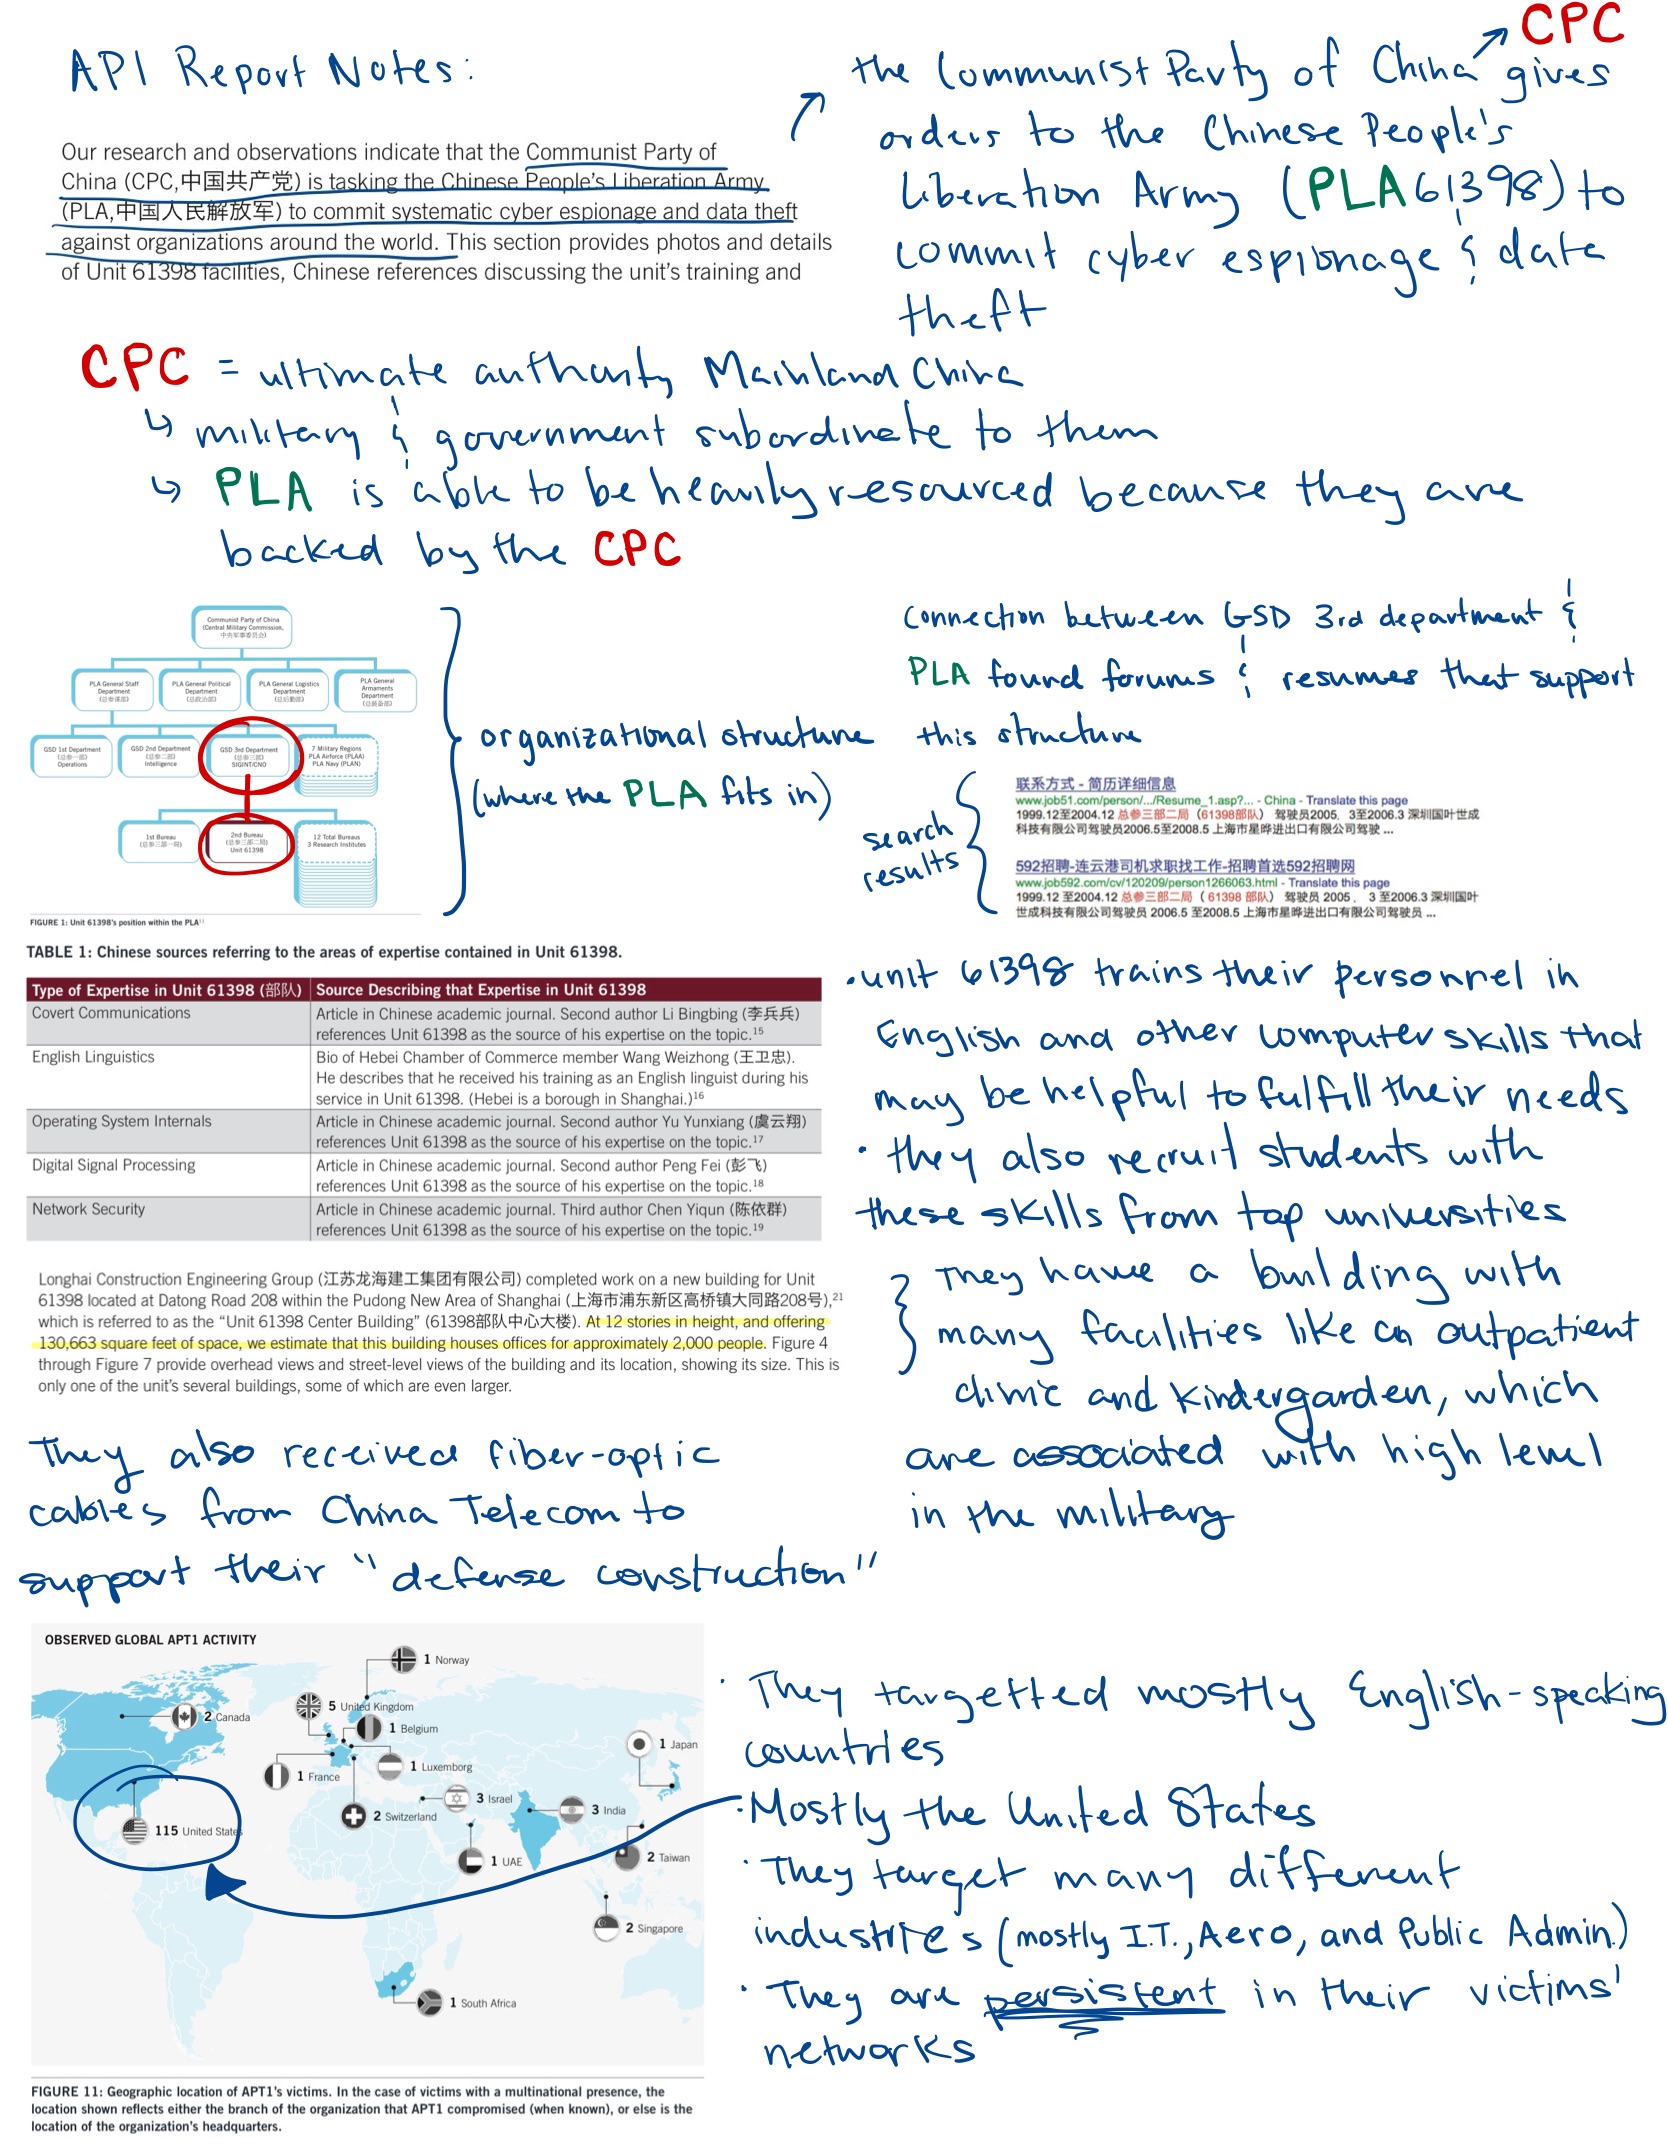 API Report Notes:
Our research and observations indicate that the Communist Party of
China (CPC,中国共产党) is tasking the Chinese People's Liberation Army
(PLA,中国人民解放军) to commit systematic cyber espionage and data theft
against organizations around the world. This section provides photos and details
of Unit 61398 facilities, Chinese references discussing the unit's training and
CPC
the Communist Party of China gives
orders to the Chinese People's
Liberation Army (PLA 61398) to
commit cyber espionage & data
theft
CPC = ultimate authority Mainland China
military & government subordinate to them
PLA is able to be heavily resourced because they are
backed by the CPC
Communist Party of China
(Central Military Commission,
中央军事委员会)
PLA General Staff
Department
(总参谋部)
PLA General Political
Department
(总政治部)
PLA General Logistics
Department
(总后勤部)
PLA General
Armaments
Department
(总装备部)
GSD 1st Department
(总参一部)
Operations
GSD 2nd Department
(总参二部)
Intelligence
GSD 3rd Department
(总参三部)
SIGINT/CNO
7 Military Regions
PLA Airforce (PLAA)
PLA Navy (PLAN)
1st Bureau
(总参三部一局)
2nd Bureau
(总参三部二局)
Unit 61398
12 Total Bureaus
3 Research Institutes
FIGURE 1: Unit 61398's position within the PLA11
organizational structure
(where the PLA fits in)
Connection between GSD 3rd department &
PLA found forums & resumes that support
this structure
search
results
联系方式 - 简历详细信息
www.job51.com/person/.../Resume_1.asp?... - China - Translate this page
1999.12至2004.12 总参三部二局（61398部队） 驾驶员2005．3至2006.3 深圳国叶世成
科技有限公司驾驶员2006.5至2008.5 上海市星晔进出口有限公司驾驶 ...
592招聘-连云港司机求职找工作-招聘首选592招聘网
www.job592.com/cv/120209/person1266063.html - Translate this page
1999.12 至2004.12 总参三部二局（ 61398 部队） 驾驶员 2005．3 至2006.3 深圳国叶
世成科技有限公司驾驶员 2006.5 至2008.5 上海市星晔进出口有限公司驾驶员 ...
TABLE 1: Chinese sources referring to the areas of expertise contained in Unit 61398.
Type of Expertise in Unit 61398 (部队) Source Describing that Expertise in Unit 61398
Covert Communications Article in Chinese academic journal. Second author Li Bingbing (李兵兵)
references Unit 61398 as the source of his expertise on the topic.15
English Linguistics Bio of Hebei Chamber of Commerce member Wang Weizhong (王卫忠).
He describes that he received his training as an English linguist during his
service in Unit 61398. (Hebei is a borough in Shanghai.)16
Operating System Internals Article in Chinese academic journal. Second author Yu Yunxiang (虞云翔)
references Unit 61398 as the source of his expertise on the topic.17
Digital Signal Processing Article in Chinese academic journal. Second author Peng Fei (彭飞)
references Unit 61398 as the source of his expertise on the topic.18
Network Security Article in Chinese academic journal. Third author Chen Yiqun (陈依群)
references Unit 61398 as the source of his expertise on the topic.19
•unit 61398 trains their personnel in
English and other computer skills that
may be helpful to fulfill their needs
• they also recruit students with
these skills from top universities
Longhai Construction Engineering Group (江苏龙海建工集团有限公司) completed work on a new building for Unit
61398 located at Datong Road 208 within the Pudong New Area of Shanghai (上海市浦东新区高桥镇大同路208号),21
which is referred to as the “Unit 61398 Center Building” (61398部队中心大楼). At 12 stories in height, and offering
130,663 square feet of space, we estimate that this building houses offices for approximately 2,000 people. Figure 4
through Figure 7 provide overhead views and street-level views of the building and its location, showing its size. This is
only one of the unit's several buildings, some of which are even larger.
They have a building with
many facilities like an outpatient
clinic and kindergarden, which
are associated with high level
in the military
They also received fiber-optic
cables from China Telecom to
support their "defense construction"
OBSERVED GLOBAL APT1 ACTIVITY
1 Norway
5 United Kingdom
2 Canada
1 Belgium
1 Japan
1 Luxemborg
1 France
3 Israel
2 Switzerland
3 India
115 United States
1 UAE
2 Taiwan
2 Singapore
1 South Africa
FIGURE 11: Geographic location of APT1's victims. In the case of victims with a multinational presence, the
location shown reflects either the branch of the organization that APT1 compromised (when known), or else is the
location of the organization's headquarters.
• They targetted mostly English-speaking
countries
•Mostly the United States
• They target many different
industries (mostly I.T., Aero, and Public Admin.)
• They are persistent in their victims'
networks